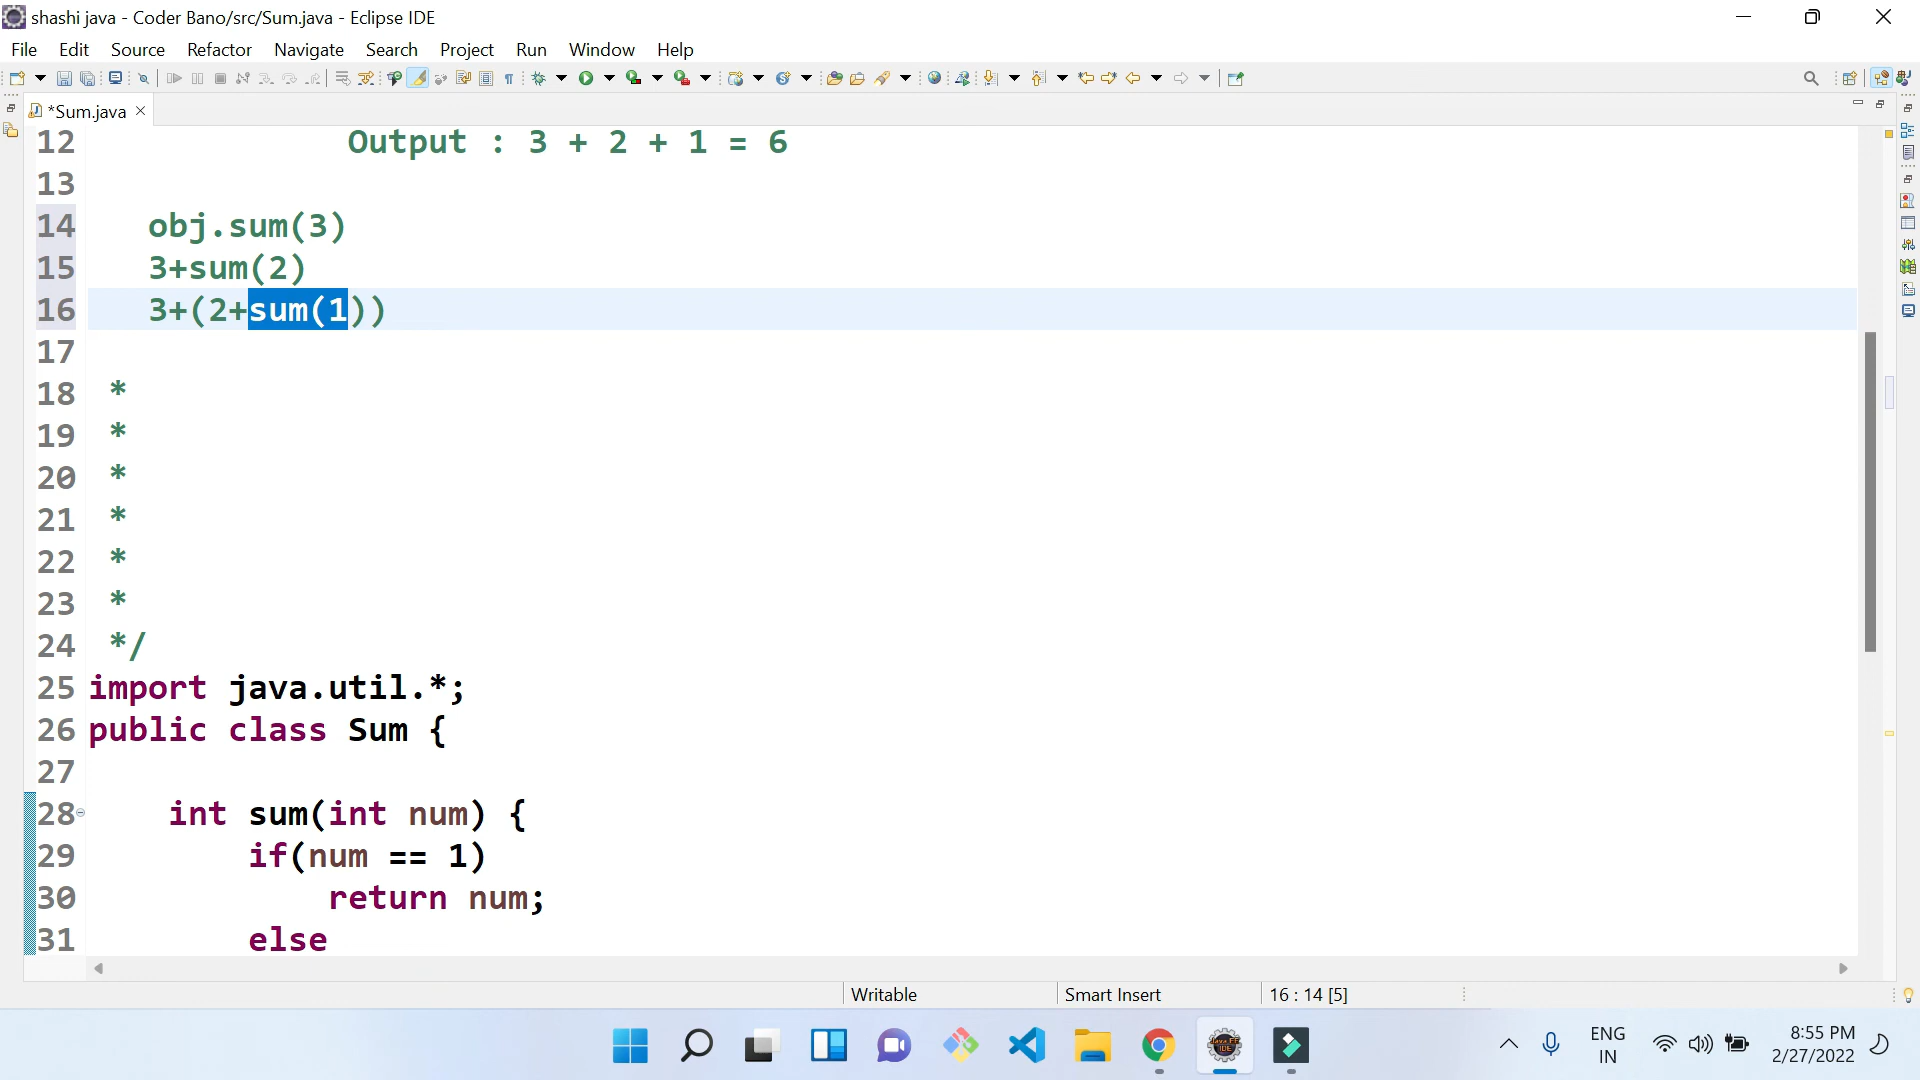 shashi java - Coder Bano/src/Sum.java - Eclipse IDE
File Edit Source Refactor Navigate Search Project Run Window Help
*Sum.java
12 Output : 3 + 2 + 1 = 6
13
14 obj.sum(3)
15 3+sum(2)
16 3+(2+sum(1))
17
18 *
19 *
20 *
21 *
22 *
23 *
24 */
25 import java.util.*;
26 public class Sum {
27
28 int sum(int num) {
29 if(num == 1)
30 return num;
31 else
Writable Smart Insert 16 : 14 [5]
ENG 8:55 PM
IN 2/27/2022